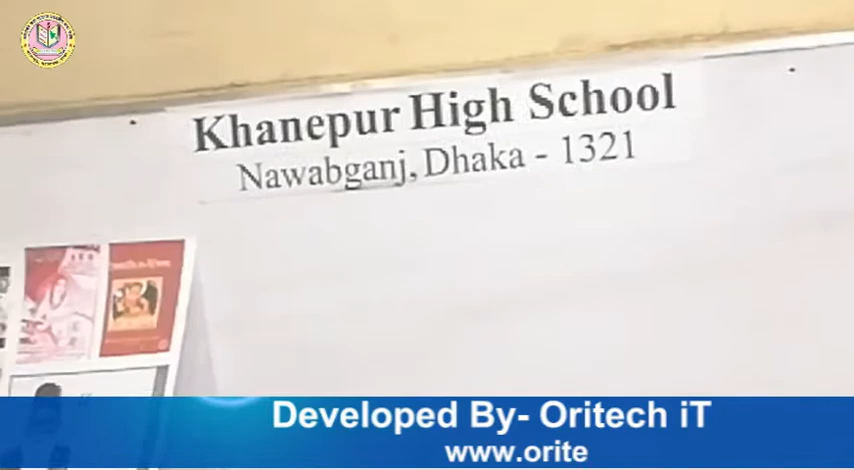 Khanepur High School
Nawabganj, Dhaka - 1321
Developed By- Oritech iT
www.orite